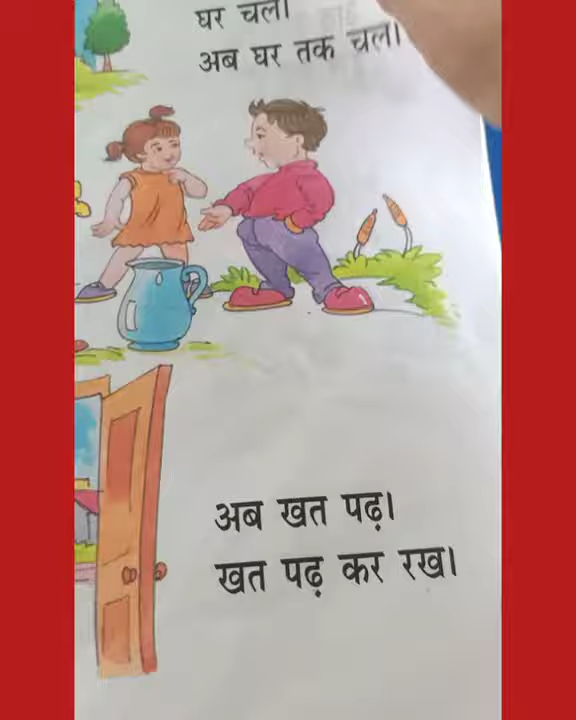 घर चल।
अब घर तक चल।
अब खत पढ़।
खत पढ़ कर रख।